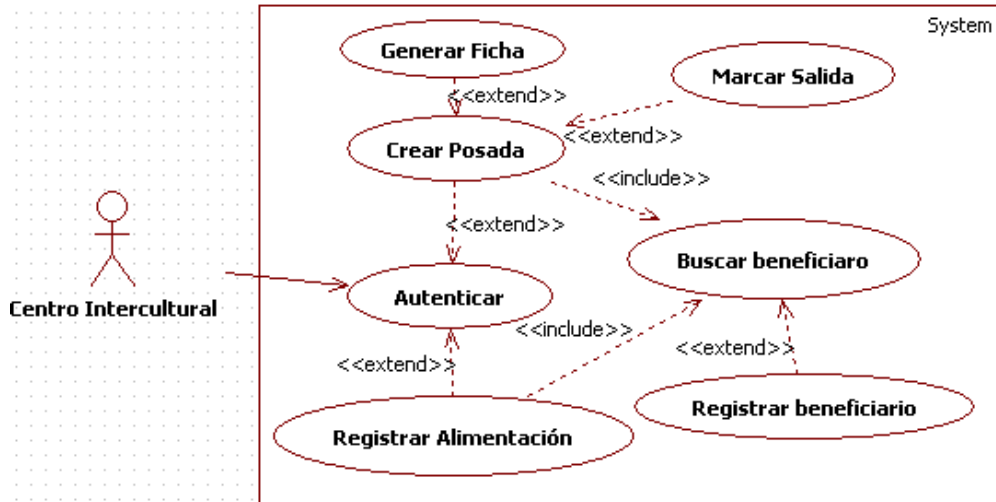 System
Generar Ficha
Marcar Salida
<<extend>>
<<extend>>
Crear Posada
<<include>>
<<extend>>
Buscar beneficiaro
Autenticar
Centro Intercultural
<<include>>
<<extend>>
<<extend>>
Registrar beneficiario
Registrar Alimentación